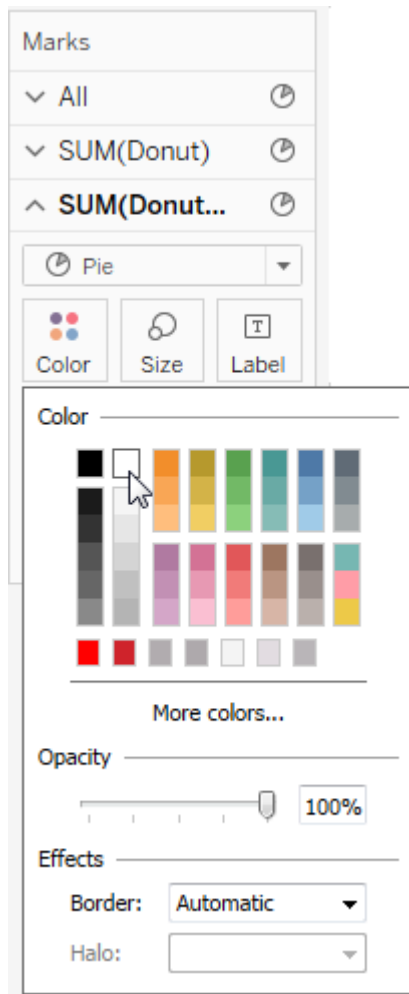 Marks
All
SUM(Donut)
SUM(Donut...
Pie
Color Size T Label
Color
More colors...
Opacity
100%
Effects
Border: Automatic
Halo: